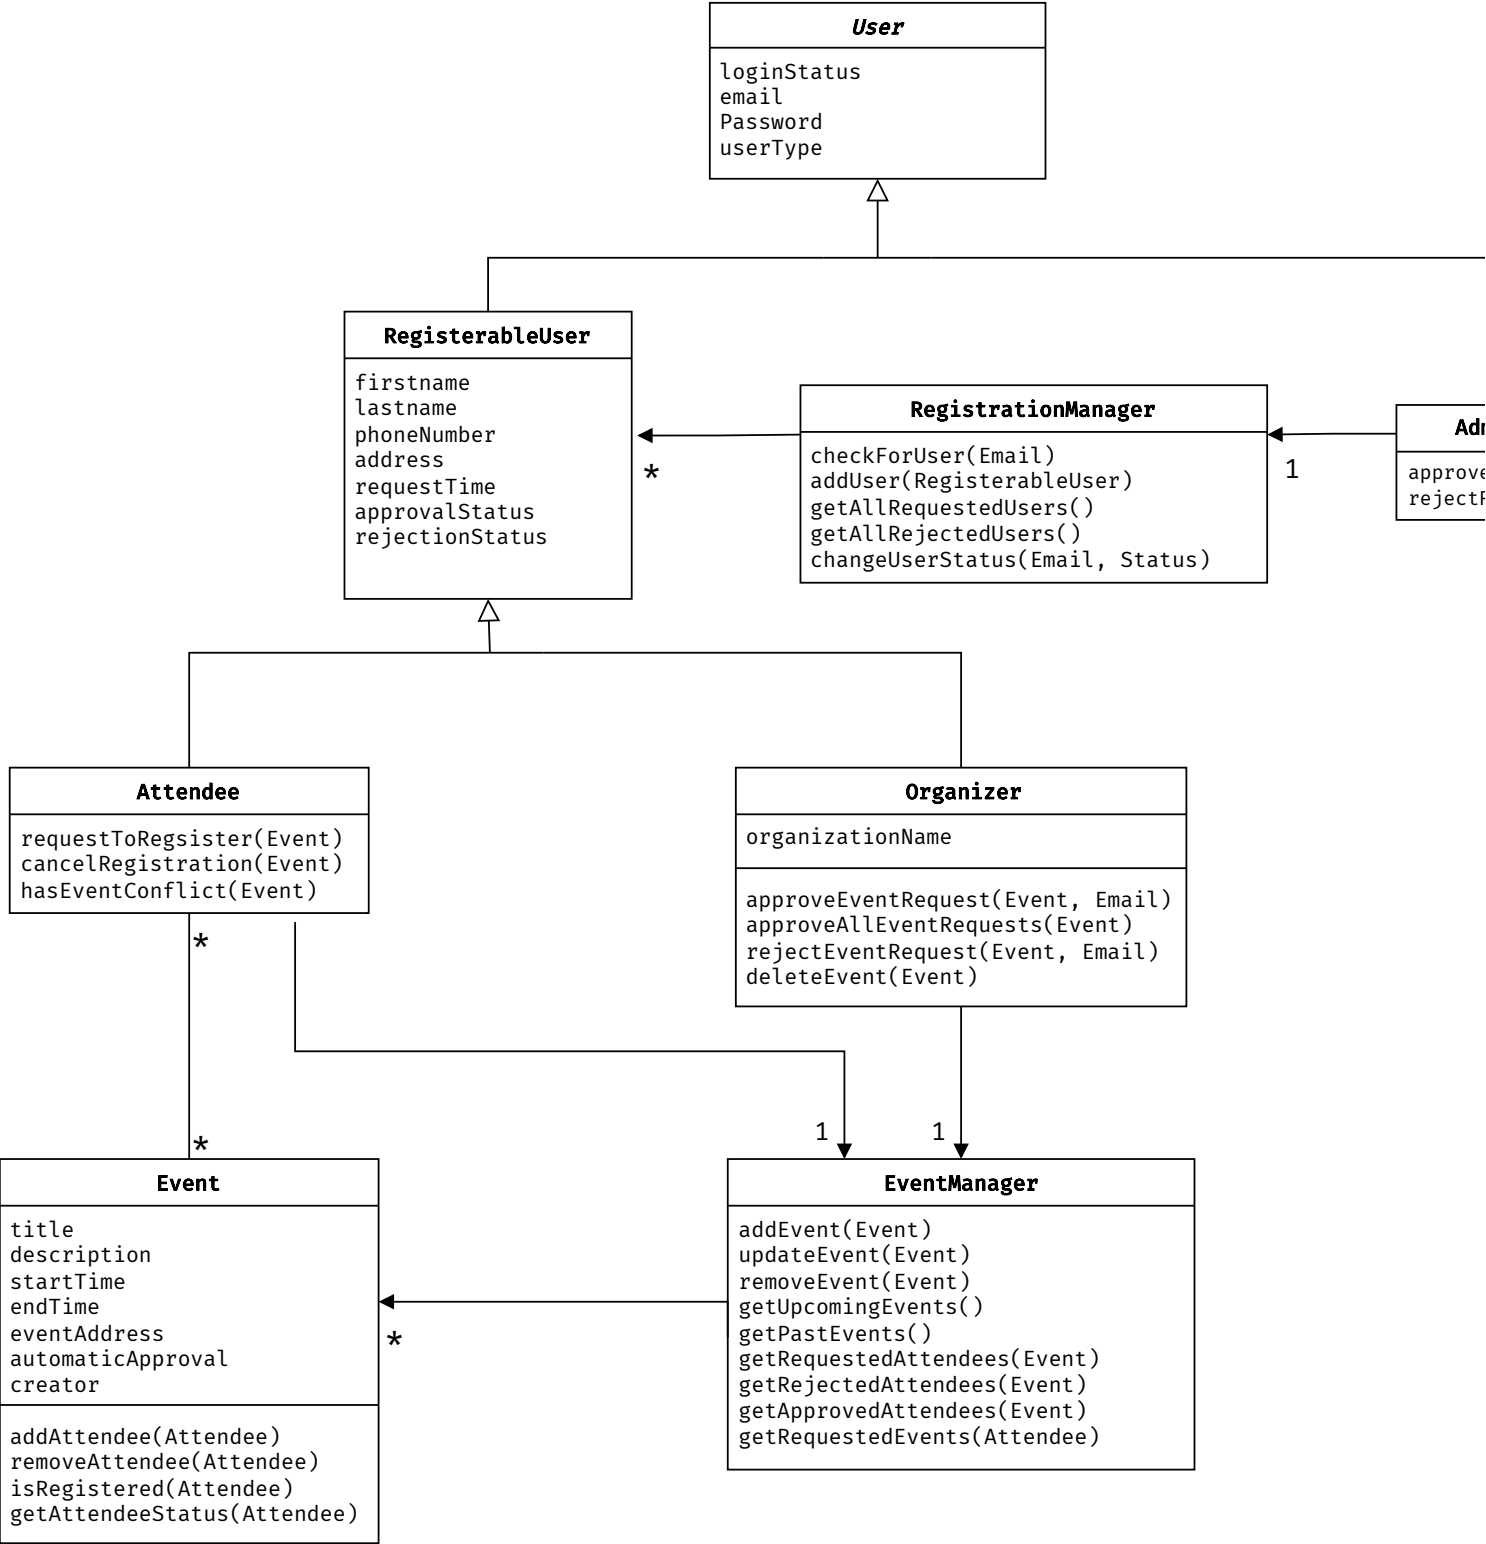 User
loginStatus
email
Password
userType
RegisterableUser
firstname
lastname
phoneNumber
address
requestTime
approvalStatus
rejectionStatus
*
RegistrationManager
checkForUser(Email)
addUser(RegisterableUser)
getAllRequestedUsers()
getAllRejectedUsers()
changeUserStatus(Email, Status)
1
Attendee
requestToRegsister(Event)
cancelRegistration(Event)
hasEventConflict(Event)
*
*
Organizer
organizationName
approveEventRequest(Event, Email)
approveAllEventRequests(Event)
rejectEventRequest(Event, Email)
deleteEvent(Event)
1
1
Event
title
description
startTime
endTime
eventAddress
automaticApproval
creator
addAttendee(Attendee)
removeAttendee(Attendee)
isRegistered(Attendee)
getAttendeeStatus(Attendee)
*
EventManager
addEvent(Event)
updateEvent(Event)
removeEvent(Event)
getUpcomingEvents()
getPastEvents()
getRequestedAttendees(Event)
getRejectedAttendees(Event)
getApprovedAttendees(Event)
getRequestedEvents(Attendee)